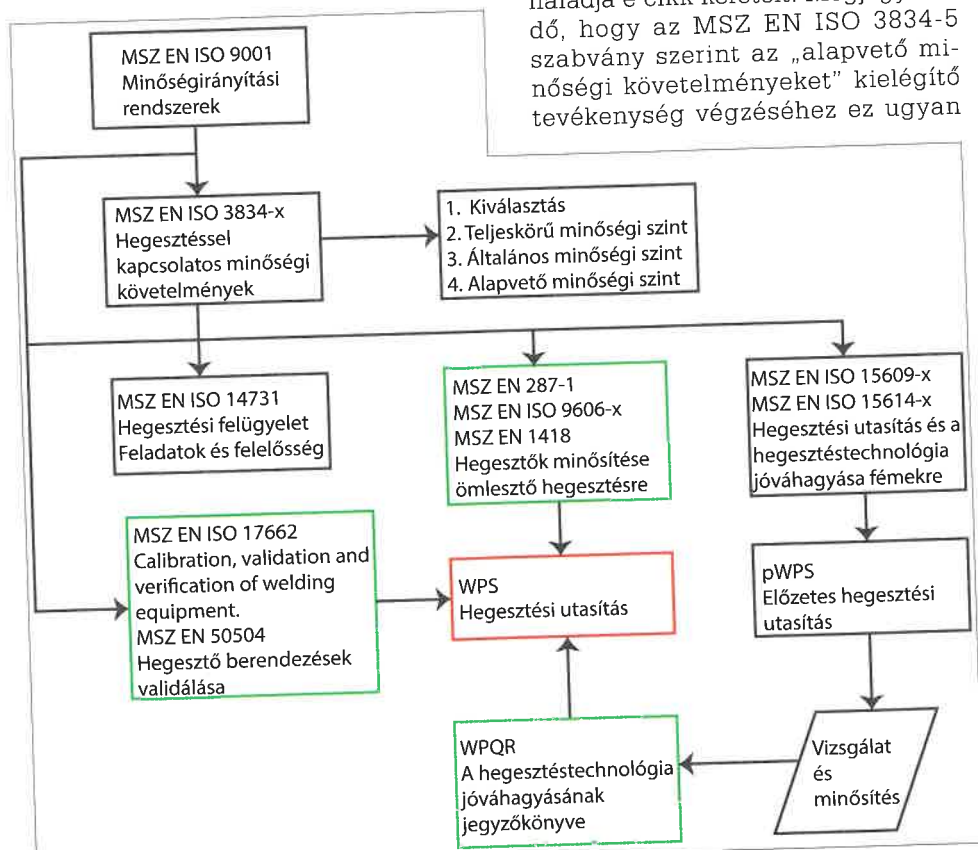 dő, hogy az MSZ EN ISO 3834-5
szabvány szerint az „alapvető mi-
nőségi követelményeket” kielégítő
tevékenység végzéséhez ez ugyan
MSZ EN ISO 9001
Minőségirányítási
rendszerek
MSZ EN ISO 3834-x
Hegesztéssel
kapcsolatos minőségi
követelmények
1. Kiválasztás
2. Teljeskörű minőségi szint
3. Általános minőségi szint
4. Alapvető minőségi szint
MSZ EN ISO 14731
Hegesztési felügyelet
Feladatok és felelősség
MSZ EN 287-1
MSZ EN ISO 9606-x
MSZ EN 1418
Hegesztők minősítése
ömlesztő hegesztésre
MSZ EN ISO 15609-x
MSZ EN ISO 15614-x
Hegesztési utasítás és a
hegesztéstechnológia
jóváhagyása fémekre
MSZ EN ISO 17662
Calibration, validation and
verification of welding
equipment.
MSZ EN 50504
Hegesztő berendezések
validálása
WPS
Hegesztési utasítás
pWPS
Előzetes hegesztési
utasítás
WPQR
A hegesztéstechnológia
jóváhagyásának
jegyzőkönyve
Vizsgálat
és
minősítés